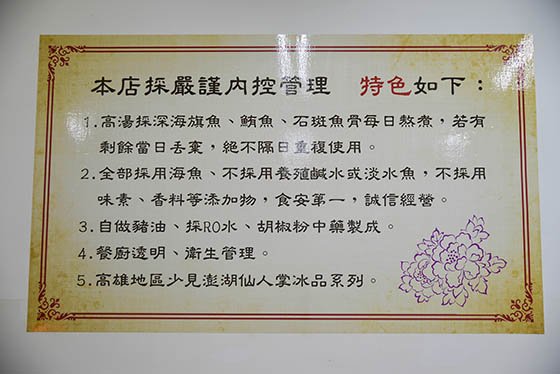 本店採嚴謹內控管理 特色如下：
1.高湯採深海旗魚、鮪魚、石斑魚骨每日熬煮，若有
剩餘當日丟棄，絕不隔日重複使用。
2.全部採用海魚、不採用養殖鹹水或淡水魚，不採用
味素、香料等添加物，食安第一，誠信經營。
3.自做豬油、採RO水、胡椒粉中藥製成。
4.餐廚透明、衛生管理。
5.高雄地區少見澎湖仙人掌冰品系列。